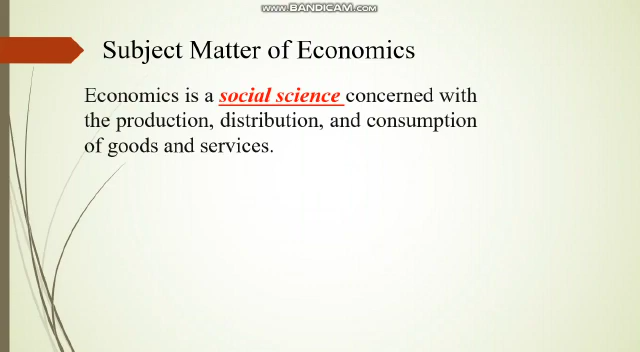 WWW.BANDICAM.COM
Subject Matter of Economics
Economics is a social science concerned with
the production, distribution, and consumption
of goods and services.